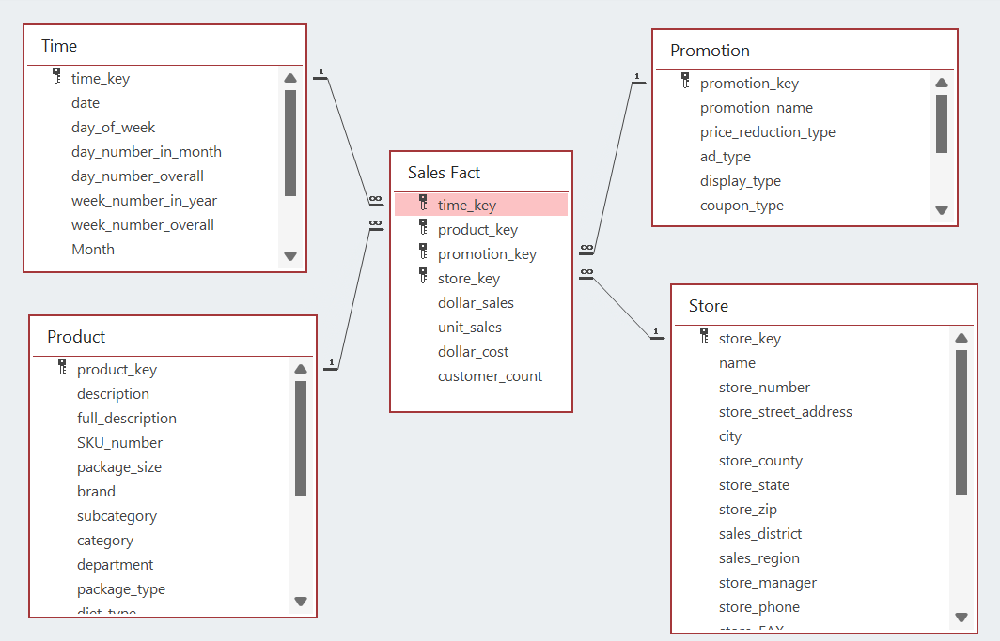 Time
time_key
date
day_of_week
day_number_in_month
day_number_overall
week_number_in_year
week_number_overall
Month
1
∞
Product
product_key
description
full_description
SKU_number
package_size
brand
subcategory
category
department
package_type
1
∞
Sales Fact
time_key
product_key
promotion_key
store_key
dollar_sales
unit_sales
dollar_cost
customer_count
Promotion
promotion_key
promotion_name
price_reduction_type
ad_type
display_type
coupon_type
1
∞
Store
store_key
name
store_number
store_street_address
city
store_county
store_state
store_zip
sales_district
sales_region
store_manager
store_phone
1
∞